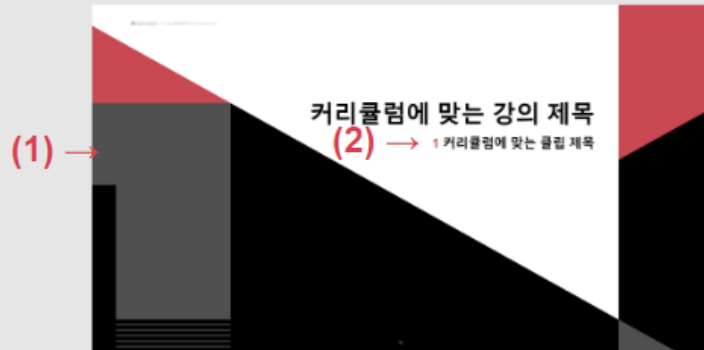 커리큘럼에 맞는 강의 제목
(1) →
(2) → 1 커리큘럼에 맞는 클립 제목